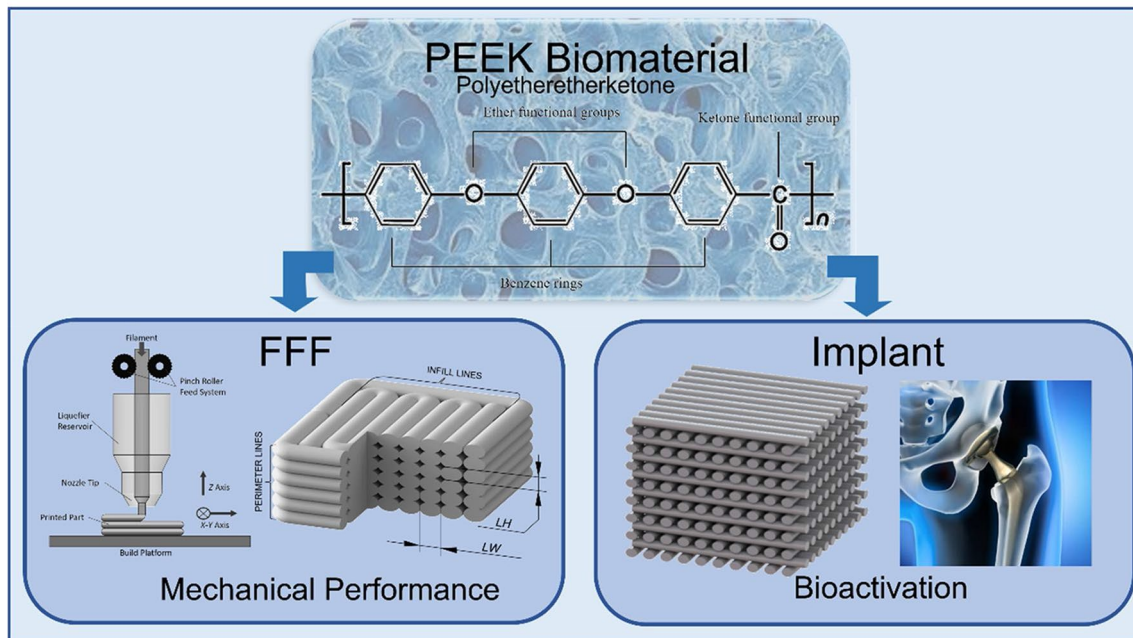 PEEK Biomaterial
Polyetheretherketone
Ether functional groups
Ketone functional group
O
O
C
n
O
Benzene rings
FFF
Filament
Pinch Roller
Feed System
Liquefier
Reservoir
Nozzle Tip
Z Axis
X-Y Axis
Printed Part
Build Platform
INFILL LINES
PERIMETER LINES
LH
LW
Mechanical Performance
Implant
Bioactivation